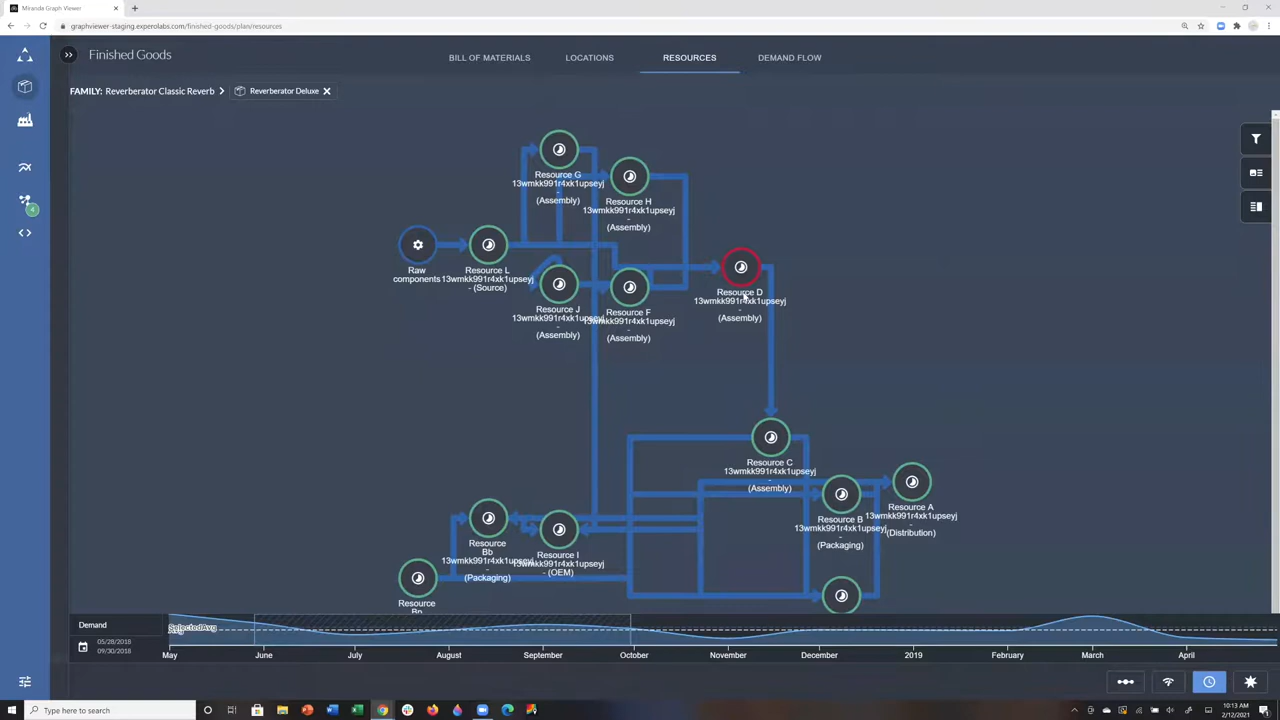 Miranda Graph Viewer
graphviewer-staging.experolabs.com/finished-goods/plan/resources
Finished Goods
BILL OF MATERIALS
LOCATIONS
RESOURCES
DEMAND FLOW
FAMILY: Reverberator Classic Reverb
Reverberator Deluxe
Resource G
13wmkk991r4xk1upseyj
-
(Assembly)
Resource H
13wmkk991r4xk1upseyj
-
(Assembly)
Raw
components
Resource L
13wmkk991r4xk1upseyj
- (Source)
Resource J
13wmkk991r4xk1upseyj
-
(Assembly)
Resource F
13wmkk991r4xk1upseyj
-
(Assembly)
Resource D
13wmkk991r4xk1upseyj
-
(Assembly)
Resource C
13wmkk991r4xk1upseyj
-
(Assembly)
Resource B
13wmkk991r4xk1upseyj
-
(Packaging)
Resource A
13wmkk991r4xk1upseyj
-
(Distribution)
Resource
Bb
13wmkk991r4xk1upseyj
-
(Packaging)
Resource I
13wmkk991r4xk1upseyj
- (OEM)
Resource
Bp
4
Demand
05/28/2018
09/30/2018
SelectedAvg
May
June
July
August
September
October
November
December
2019
February
March
April
Type here to search
10:13 AM
2/12/2021